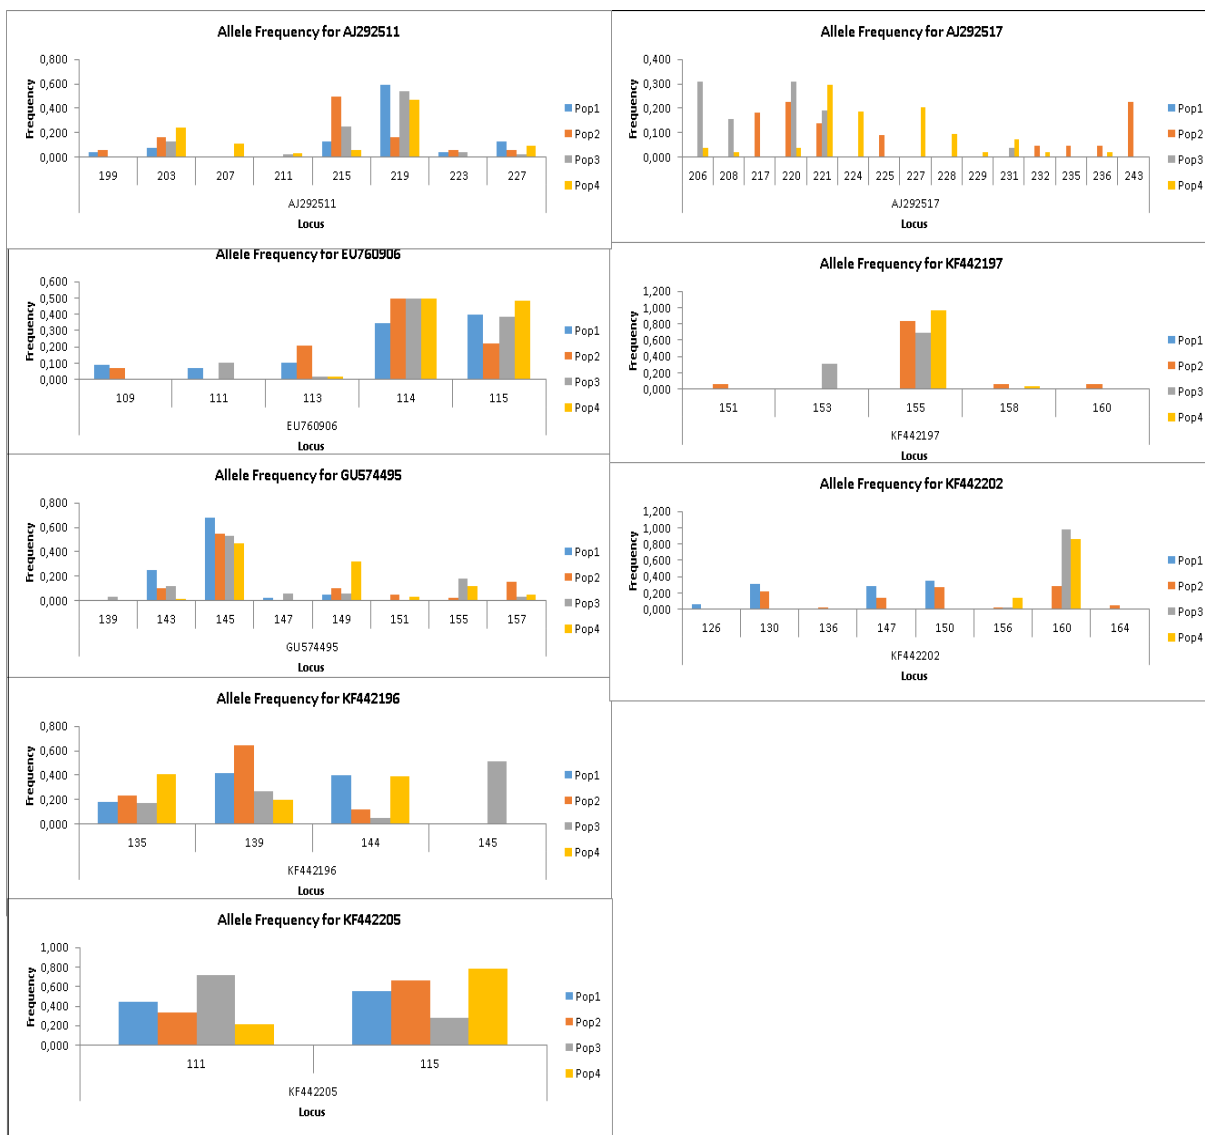 Allele Frequency for AJ292511
Frequency
0,800
0,600
0,400
0,200
0,000
199 203 207 211 215 219 223 227
AJ292511
Locus
Pop1
Pop2
Pop3
Pop4
Allele Frequency for AJ292517
Frequency
0,400
0,300
0,200
0,100
0,000
206 208 217 220 221 224 225 227 228 229 231 232 235 236 243
AJ292517
Locus
Pop1
Pop2
Pop3
Pop4
Allele Frequency for EU760906
Frequency
0,600
0,500
0,400
0,300
0,200
0,100
0,000
109 111 113 114 115
EU760906
Locus
Pop1
Pop2
Pop3
Pop4
Allele Frequency for KF442197
Frequency
1,200
1,000
0,800
0,600
0,400
0,200
0,000
151 153 155 158 160
KF442197
Locus
Pop1
Pop2
Pop3
Pop4
Allele Frequency for GU574495
Frequency
0,800
0,600
0,400
0,200
0,000
139 143 145 147 149 151 155 157
GU574495
Locus
Pop1
Pop2
Pop3
Pop4
Allele Frequency for KF442202
Frequency
1,200
1,000
0,800
0,600
0,400
0,200
0,000
126 130 136 147 150 156 160 164
KF442202
Locus
Pop1
Pop2
Pop3
Pop4
Allele Frequency for KF442196
Frequency
0,800
0,600
0,400
0,200
0,000
135 139 144 145
KF442196
Locus
Pop1
Pop2
Pop3
Pop4
Allele Frequency for KF442205
Frequency
1,000
0,800
0,600
0,400
0,200
0,000
111 115
KF442205
Locus
Pop1
Pop2
Pop3
Pop4